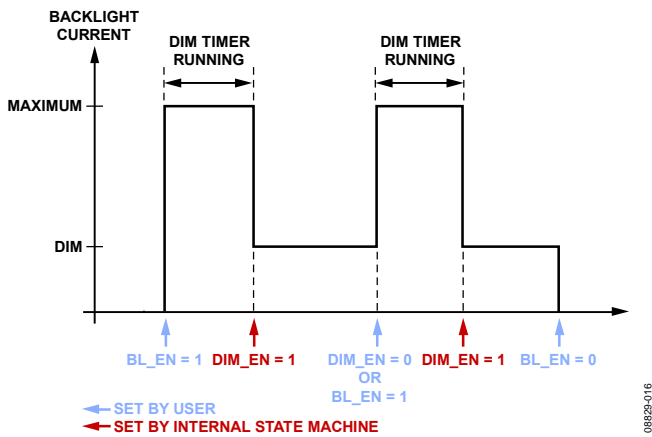 BACKLIGHT
CURRENT
DIM TIMER
RUNNING
DIM TIMER
RUNNING
MAXIMUM
DIM
BL_EN = 1
DIM_EN = 1
DIM_EN = 0
OR
BL_EN = 1
DIM_EN = 1
BL_EN = 0
SET BY USER
SET BY INTERNAL STATE MACHINE
08829-016